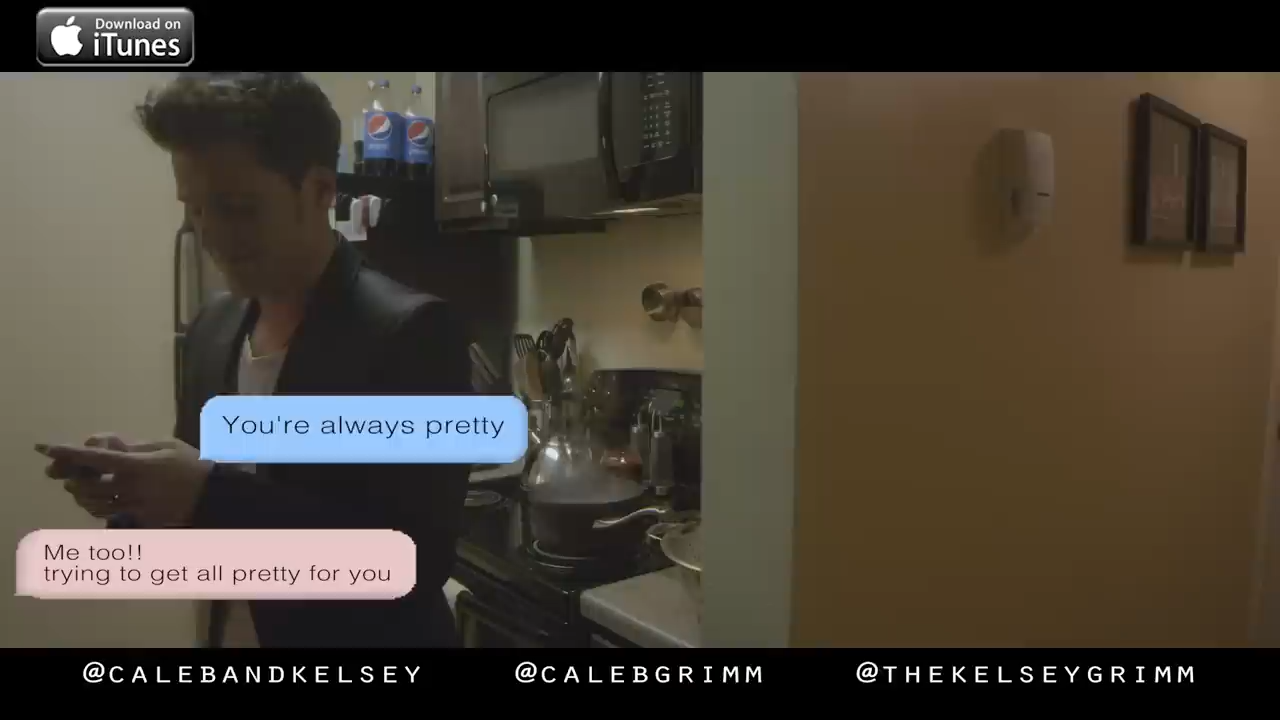 Download on
iTunes
You're always pretty
Me too!!
trying to get all pretty for you
@CALEBANDKELSEY
@CALEBGRIMM
@THEKELSEYGRIMM